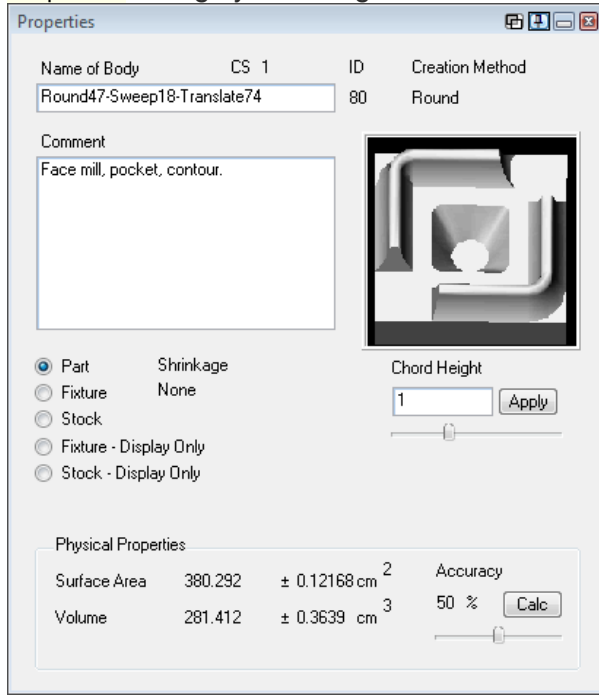 Properties
Name of Body CS 1 ID Creation Method
Round47-Sweep18-Translate74 80 Round
Comment
Face mill, pocket, contour.
Part Shrinkage
Fixture None
Stock
Fixture - Display Only
Stock - Display Only
Chord Height
1 Apply
Physical Properties
Surface Area 380.292 ± 0.12168 cm 2
Volume 281.412 ± 0.3639 cm 3
Accuracy
50 % Calc